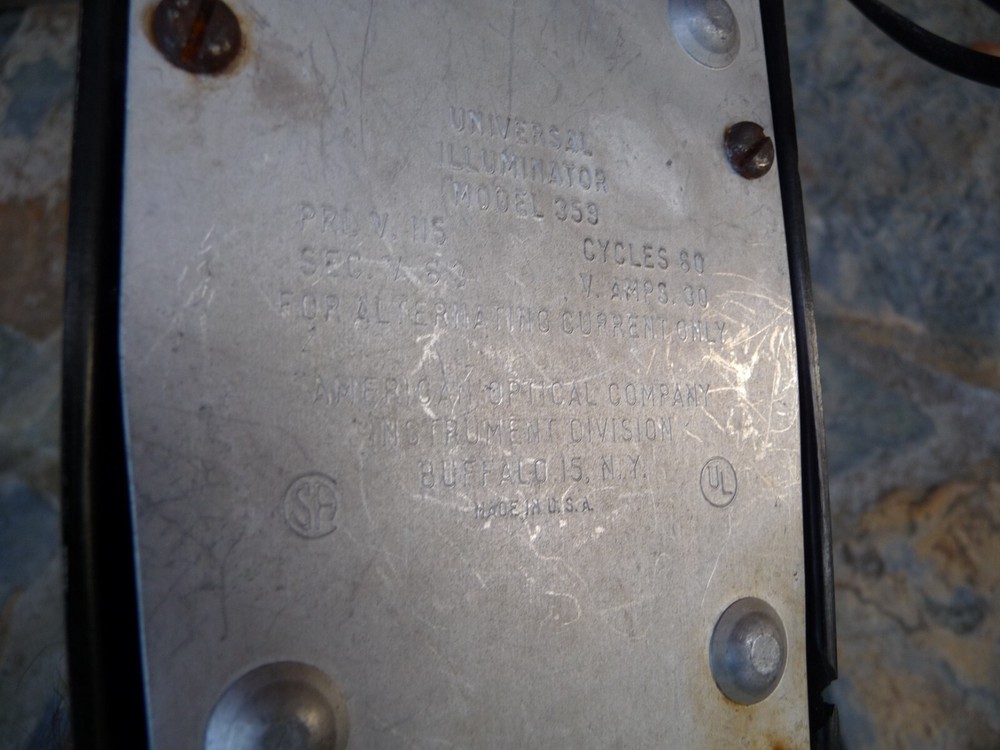 UNIVERSAL
ILLUMINATOR
MODEL 359
PRI. V. 115 CYCLES 60
SEC. V. 6.3 V. AMPS. 30
FOR ALTERNATING CURRENT ONLY
AMERICAN OPTICAL COMPANY
INSTRUMENT DIVISION
BUFFALO, 15, N.Y.
MADE IN U.S.A.
SA UL